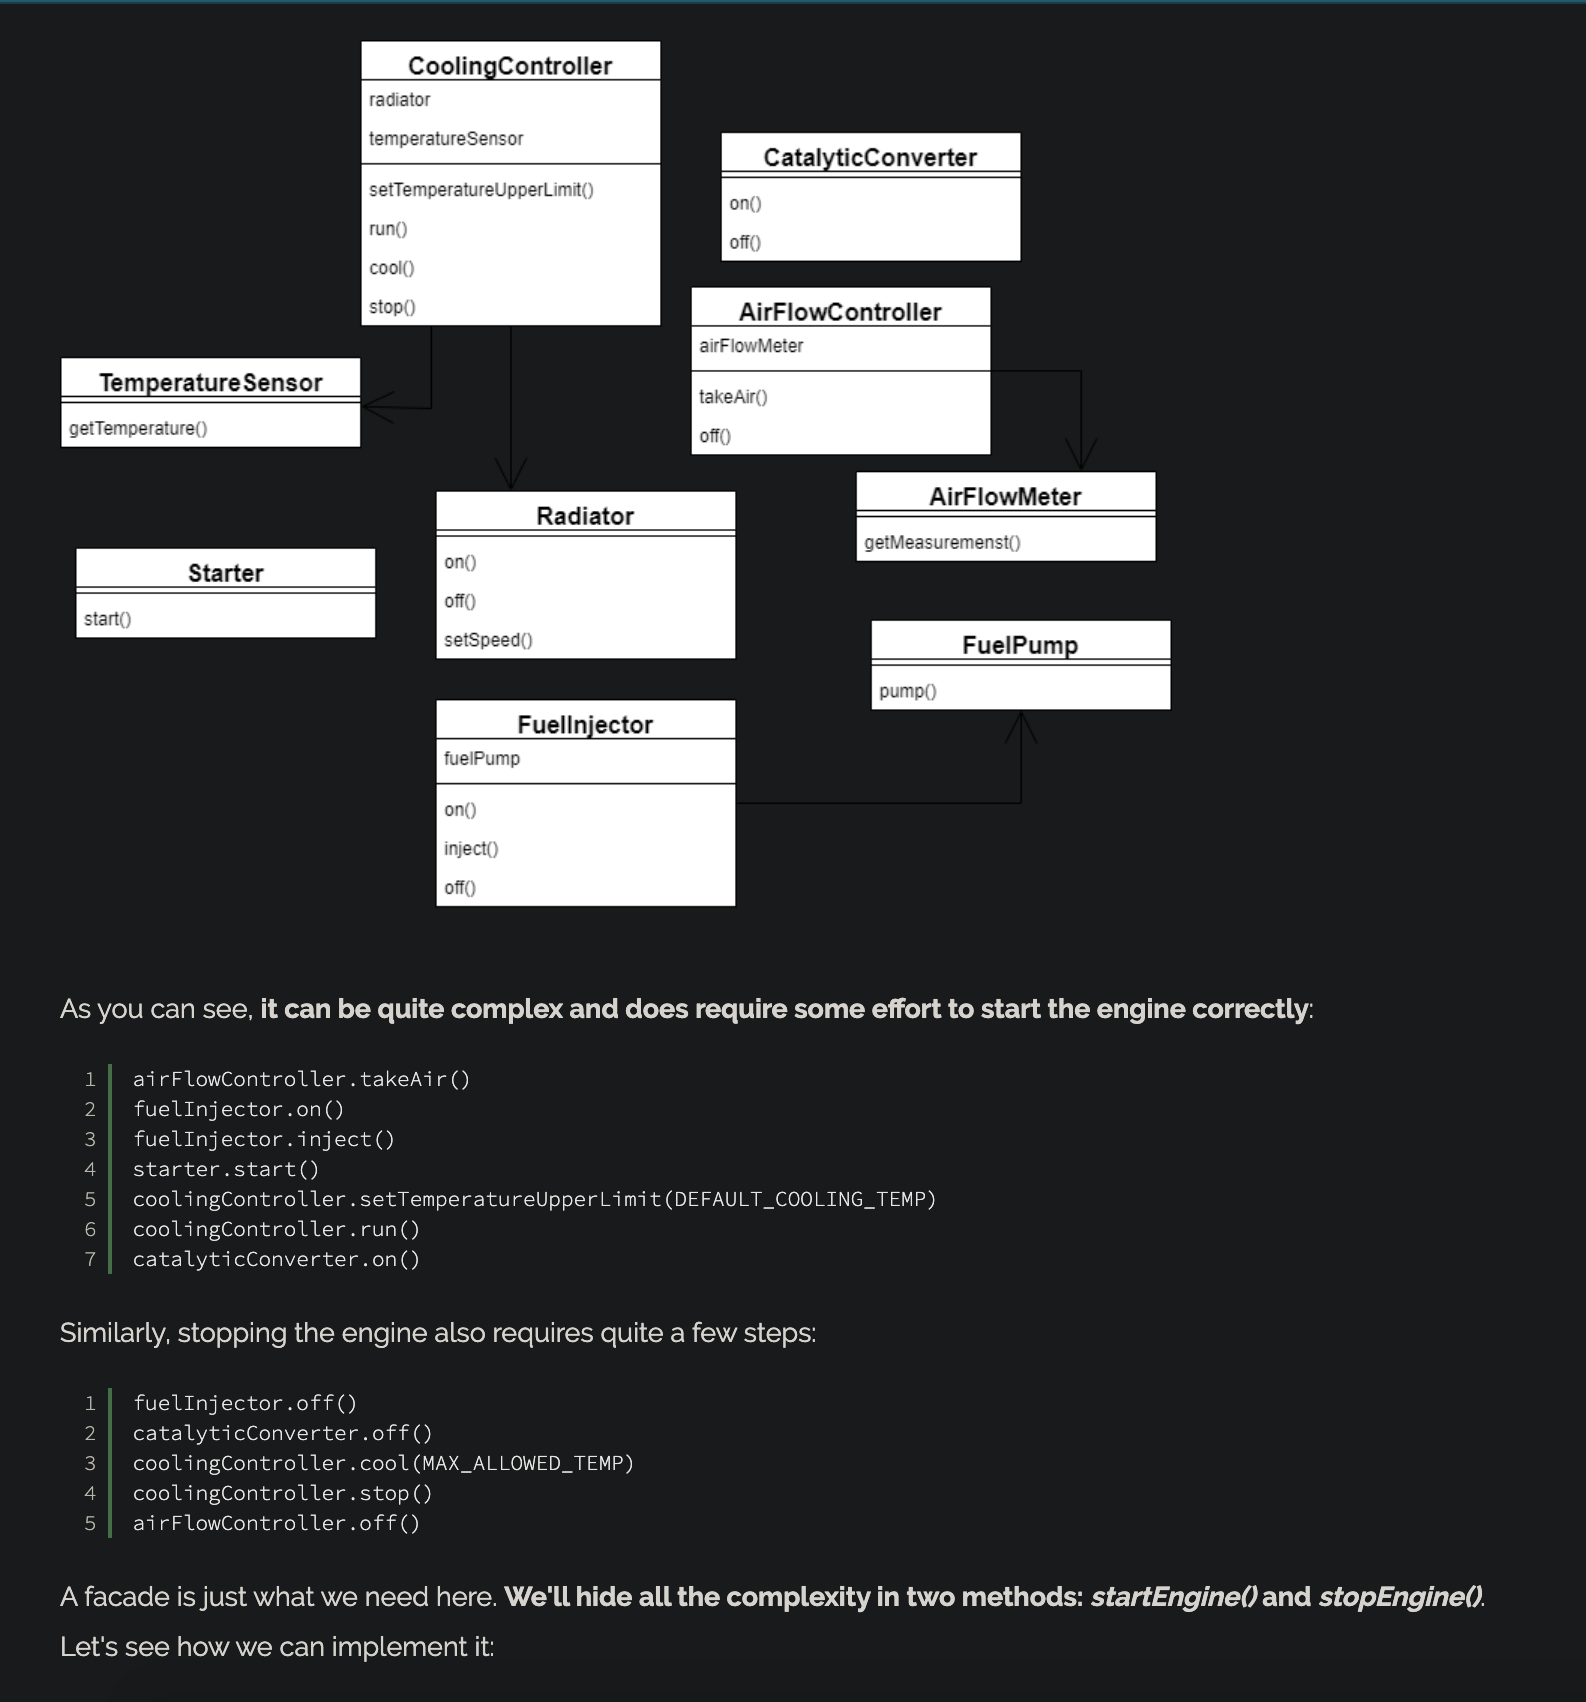 CoolingController
radiator
temperatureSensor
setTemperatureUpperLimit()
run()
cool()
stop()
CatalyticConverter
on()
off()
AirFlowController
airFlowMeter
takeAir()
off()
TemperatureSensor
getTemperature()
AirFlowMeter
getMeasuremenst()
Radiator
on()
off()
setSpeed()
Starter
start()
FuelPump
pump()
FuelInjector
fuelPump
on()
inject()
off()
As you can see, it can be quite complex and does require some effort to start the engine correctly:
1 airFlowController.takeAir()
2 fuelInjector.on()
3 fuelInjector.inject()
4 starter.start()
5 coolingController.setTemperatureUpperLimit(DEFAULT_COOLING_TEMP)
6 coolingController.run()
7 catalyticConverter.on()
Similarly, stopping the engine also requires quite a few steps:
1 fuelInjector.off()
2 catalyticConverter.off()
3 coolingController.cool(MAX_ALLOWED_TEMP)
4 coolingController.stop()
5 airFlowController.off()
A facade is just what we need here. We'll hide all the complexity in two methods: startEngine() and stopEngine().
Let's see how we can implement it: